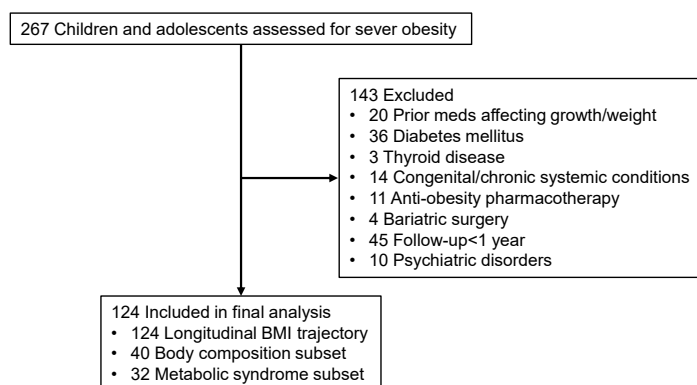 267 Children and adolescents assessed for sever obesity
143 Excluded
• 20 Prior meds affecting growth/weight
• 36 Diabetes mellitus
• 3 Thyroid disease
• 14 Congenital/chronic systemic conditions
• 11 Anti-obesity pharmacotherapy
• 4 Bariatric surgery
• 45 Follow-up<1 year
• 10 Psychiatric disorders
124 Included in final analysis
• 124 Longitudinal BMI trajectory
• 40 Body composition subset
• 32 Metabolic syndrome subset